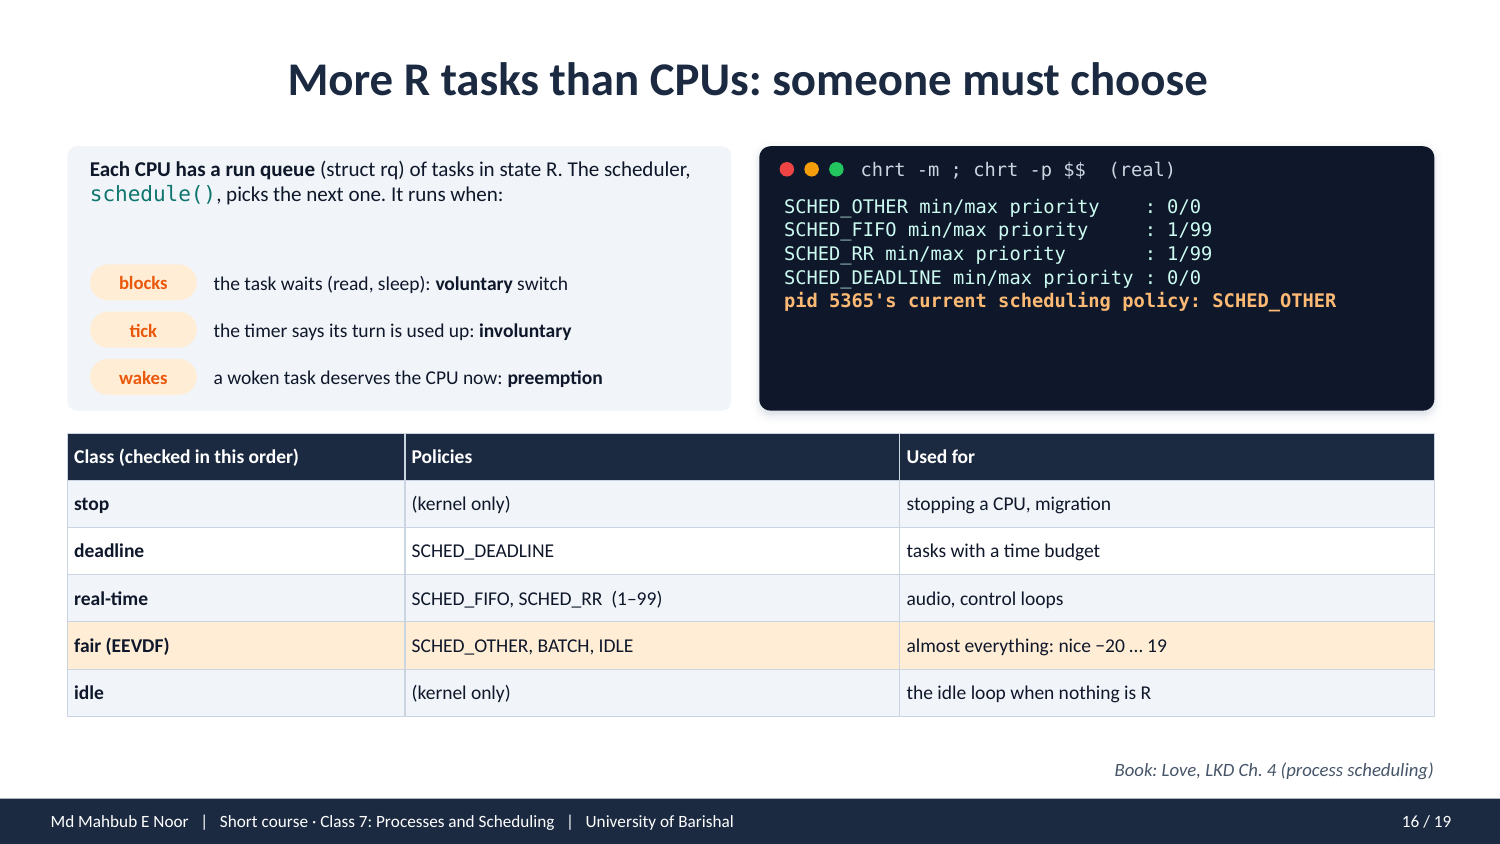 More R tasks than CPUs: someone must choose
Each CPU has a run queue (struct rq) of tasks in state R. The scheduler,
schedule(), picks the next one. It runs when:
blocks the task waits (read, sleep): voluntary switch
tick the timer says its turn is used up: involuntary
wakes a woken task deserves the CPU now: preemption
chrt -m ; chrt -p $$ (real)
SCHED_OTHER min/max priority : 0/0
SCHED_FIFO min/max priority : 1/99
SCHED_RR min/max priority : 1/99
SCHED_DEADLINE min/max priority : 0/0
pid 5365's current scheduling policy: SCHED_OTHER
Class (checked in this order) Policies Used for
stop (kernel only) stopping a CPU, migration
deadline SCHED_DEADLINE tasks with a time budget
real-time SCHED_FIFO, SCHED_RR (1–99) audio, control loops
fair (EEVDF) SCHED_OTHER, BATCH, IDLE almost everything: nice −20 … 19
idle (kernel only) the idle loop when nothing is R
Book: Love, LKD Ch. 4 (process scheduling)
Md Mahbub E Noor | Short course · Class 7: Processes and Scheduling | University of Barishal 16 / 19